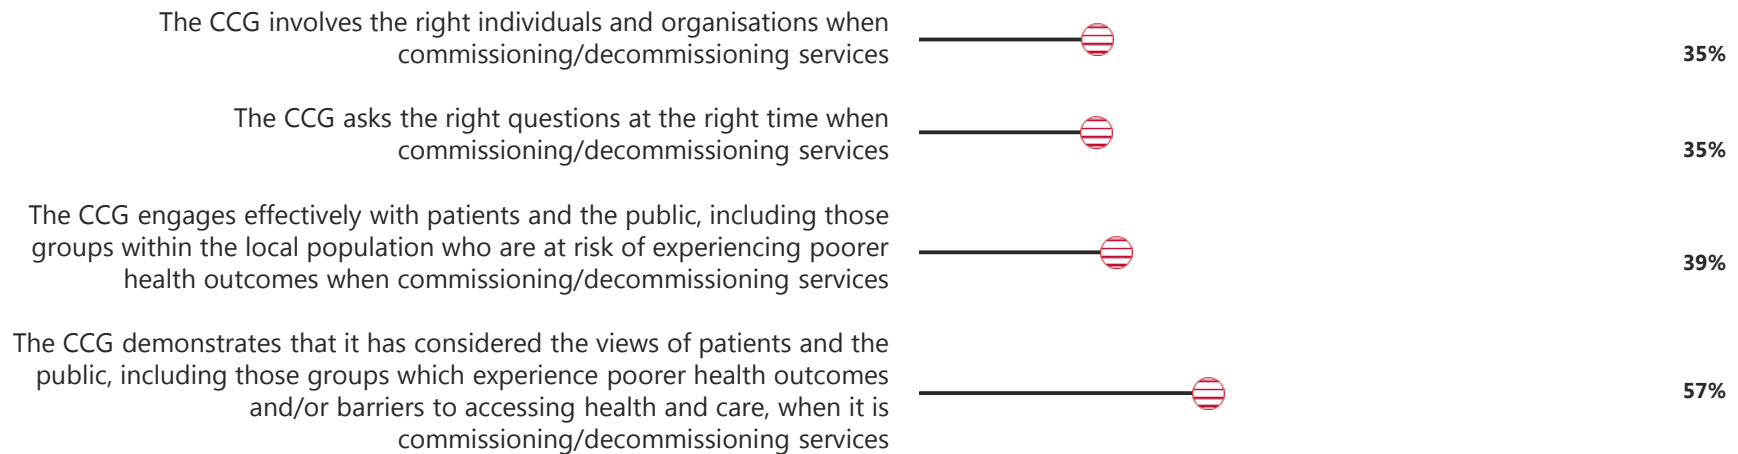 The CCG involves the right individuals and organisations when
commissioning/decommissioning services
35%
The CCG asks the right questions at the right time when
commissioning/decommissioning services
35%
The CCG engages effectively with patients and the public, including those
groups within the local population who are at risk of experiencing poorer
health outcomes when commissioning/decommissioning services
39%
The CCG demonstrates that it has considered the views of patients and the
public, including those groups which experience poorer health outcomes
and/or barriers to accessing health and care, when it is
commissioning/decommissioning services
57%